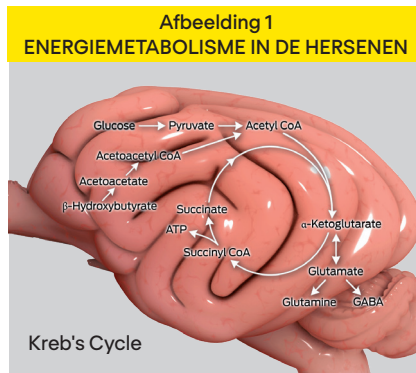 Afbeelding 1
ENERGIEMETABOLISME IN DE HERSENEN
Glucose
Pyruvate
Acetyl CoA
Acetoacetyl CoA
Acetoacetate
β-Hydroxybutyrate
Succinate
ATP
Succinyl CoA
α-Ketoglutarate
Glutamate
Glutamine
GABA
Kreb's Cycle